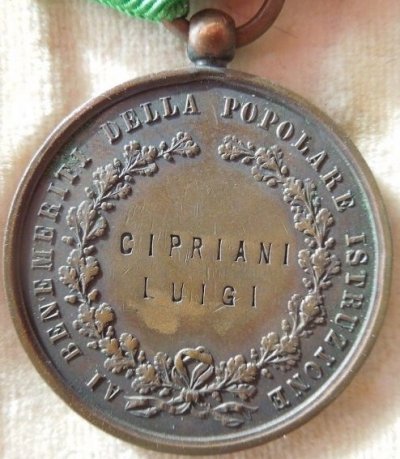 AI BENEMERITI DELLA POPOLARE ISTRUZIONE
CIPRIANI
LUIGI